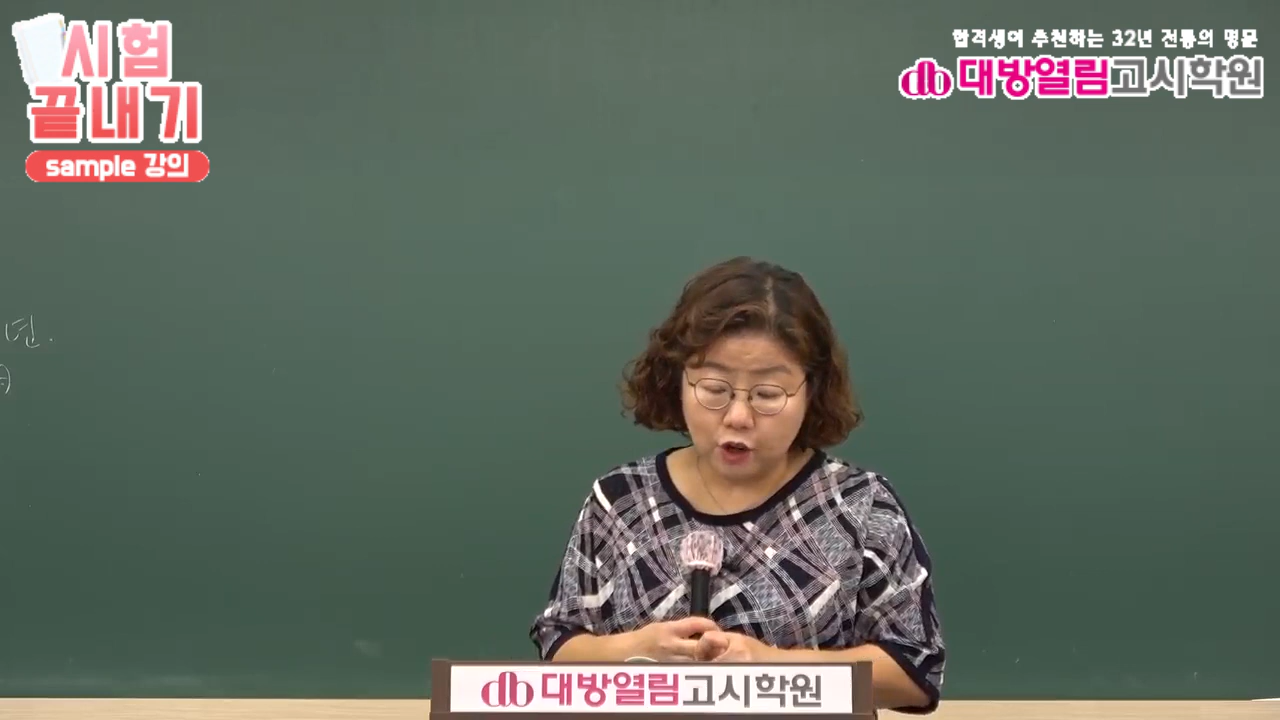 시험
끝내기
sample 강의
합격생이 추천하는 32년 전통의 명문
대방열림고시학원
년.
대방열림고시학원